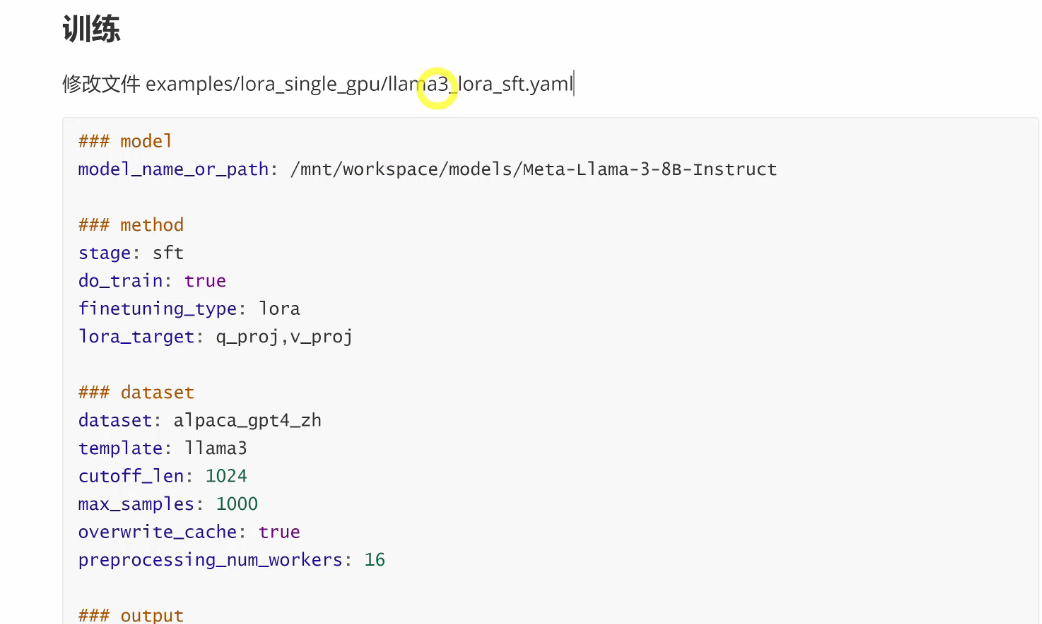 训练
修改文件 examples/lora_single_gpu/llama3_lora_sft.yaml
### model
model_name_or_path: /mnt/workspace/models/Meta-Llama-3-8B-Instruct
### method
stage: sft
do_train: true
finetuning_type: lora
lora_target: q_proj,v_proj
### dataset
dataset: alpaca_gpt4_zh
template: llama3
cutoff_len: 1024
max_samples: 1000
overwrite_cache: true
preprocessing_num_workers: 16
### output